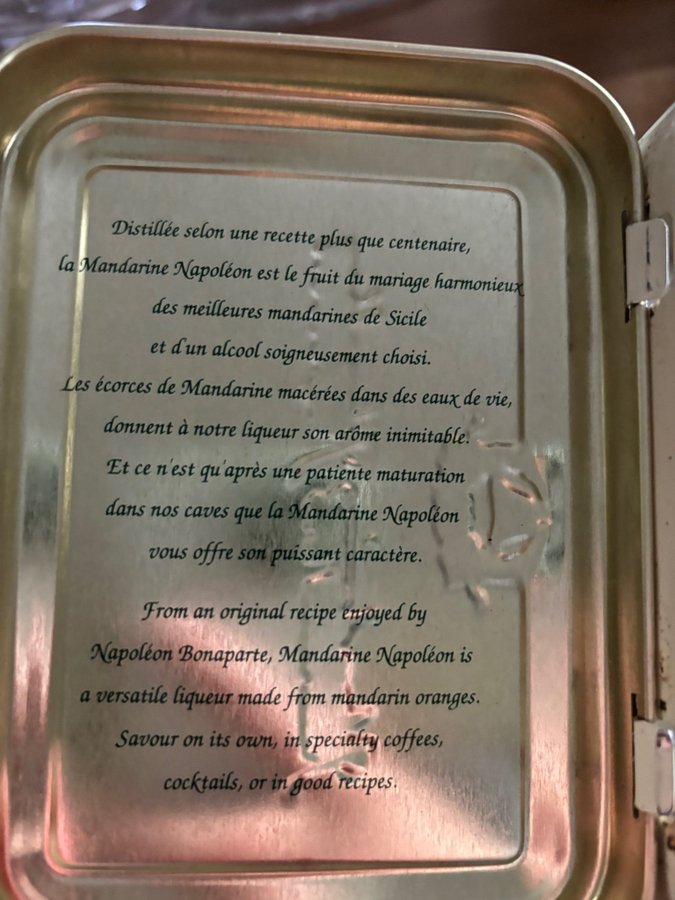 Distillée selon une recette plus que centenaire,
la Mandarine Napoléon est le fruit du mariage harmonieux
des meilleures mandarines de Sicile
et d'un alcool soigneusement choisi.
Les écorces de Mandarine macérées dans des eaux de vie,
donnent à notre liqueur son arôme inimitable.
Et ce n'est qu'après une patiente maturation
dans nos caves que la Mandarine Napoléon
vous offre son puissant caractère.
From an original recipe enjoyed by
Napoléon Bonaparte, Mandarine Napoléon is
a versatile liqueur made from mandarin oranges.
Savour on its own, in specialty coffees,
cocktails, or in good recipes.